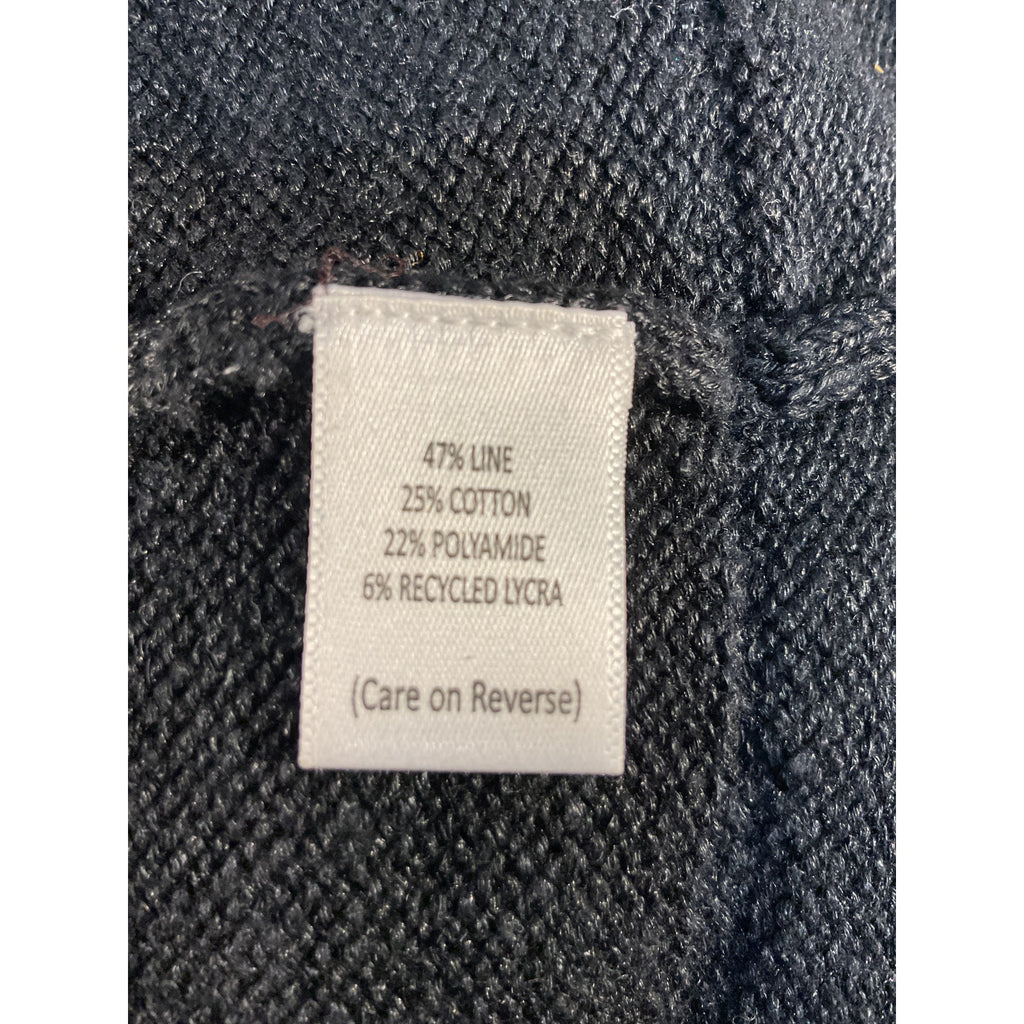 47% LINE
25% COTTON
22% POLYAMIDE
6% RECYCLED LYCRA
(Care on Reverse)